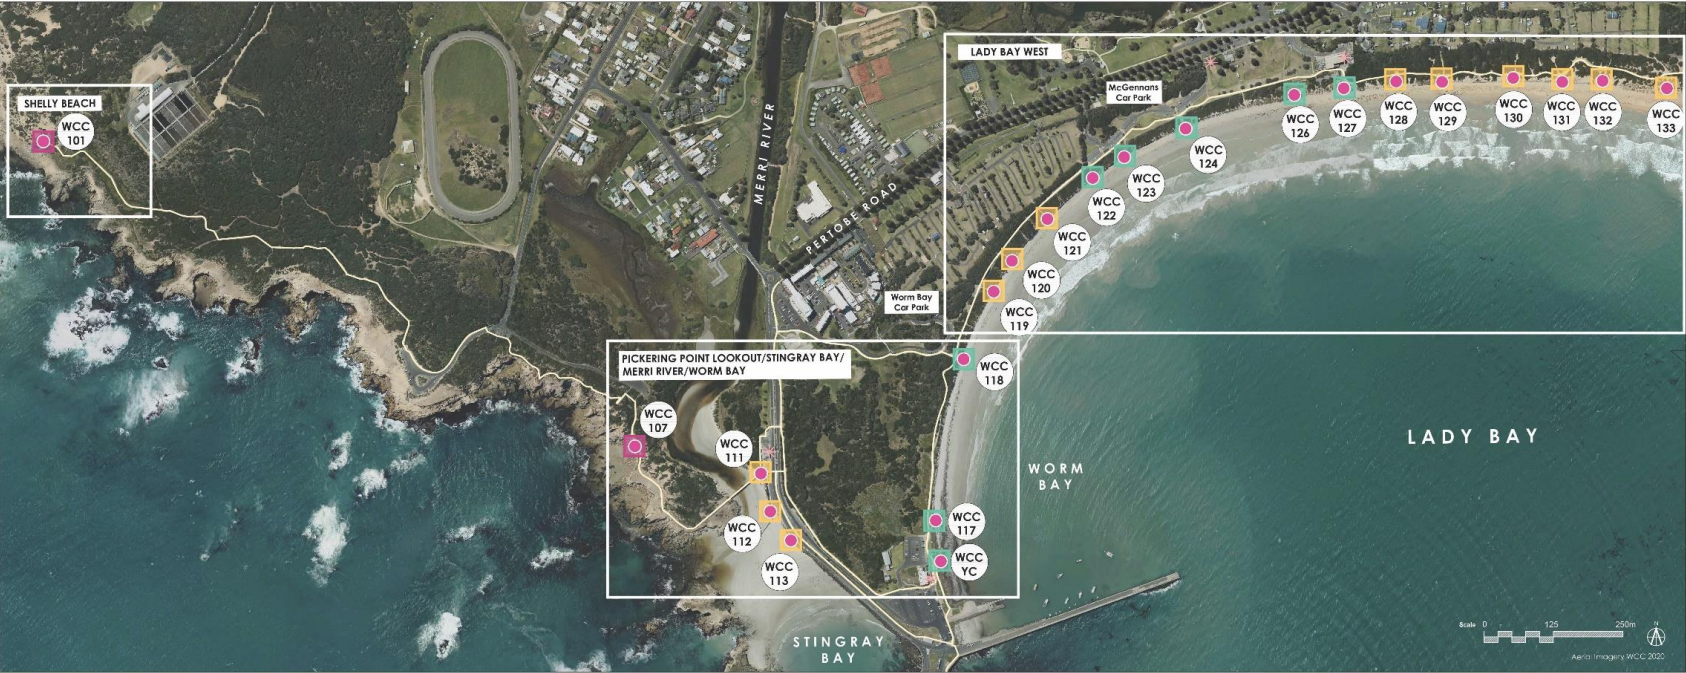 SHELLY BEACH
WCC
101
MERRI RIVER
PERTOBE ROAD
LADY BAY WEST
McGennans
Car Park
WCC
126
WCC
127
WCC
128
WCC
129
WCC
130
WCC
131
WCC
132
WCC
133
WCC
124
WCC
123
WCC
122
WCC
121
WCC
120
WCC
119
Worm Bay
Car Park
PICKERING POINT LOOKOUT/STINGRAY BAY/
MERRI RIVER/WORM BAY
WCC
118
WCC
107
WCC
111
WCC
112
WCC
113
WCC
117
WCC
YC
WORM
BAY
LADY BAY
STINGRAY
BAY
Scale 0 125 250m
N
Aerial Imagery WCC 2020